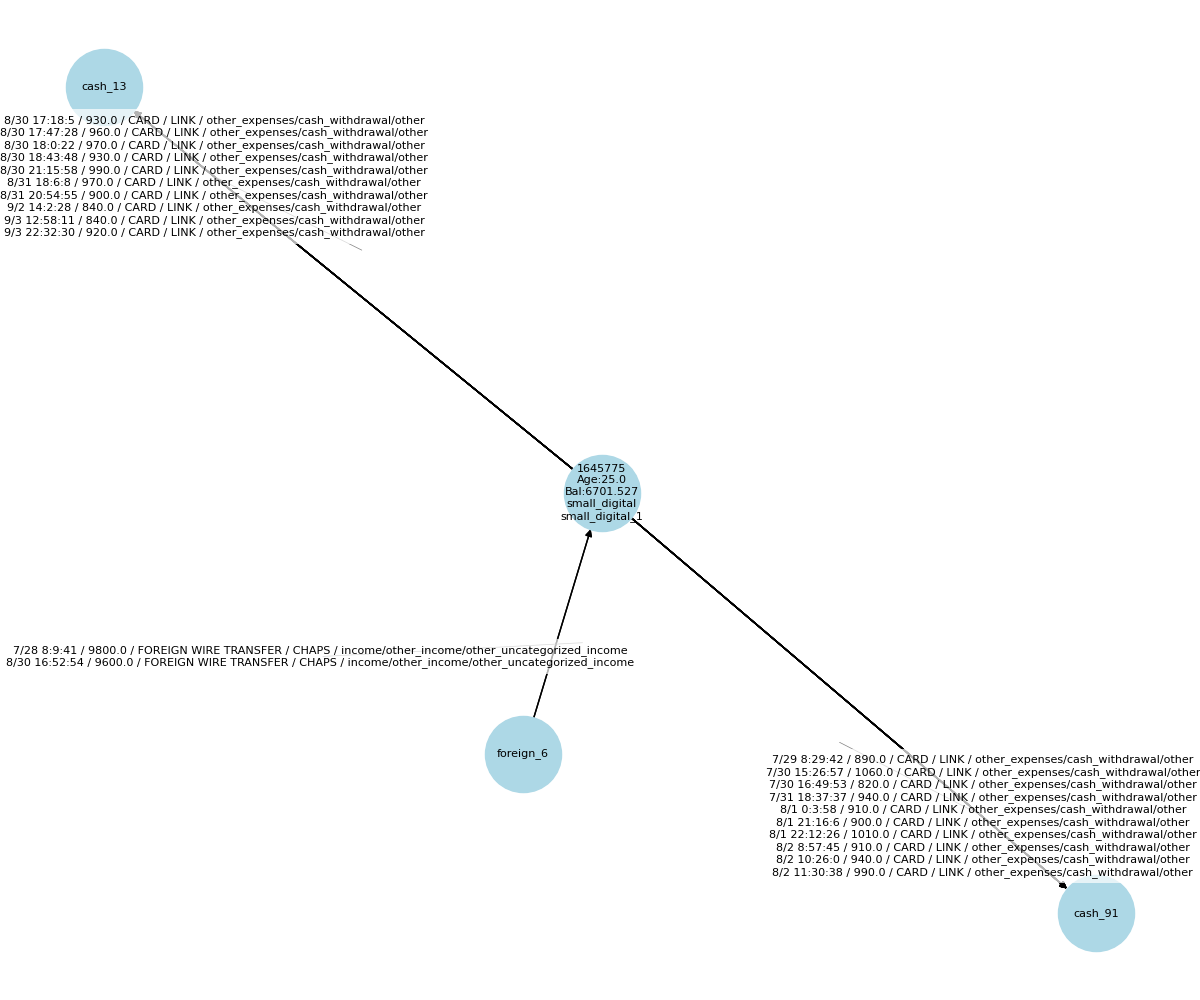 cash_13
8/30 17:18:5 / 930.0 / CARD / LINK / other_expenses/cash_withdrawal/other
8/30 17:47:28 / 960.0 / CARD / LINK / other_expenses/cash_withdrawal/other
8/30 18:0:22 / 970.0 / CARD / LINK / other_expenses/cash_withdrawal/other
8/30 18:43:48 / 930.0 / CARD / LINK / other_expenses/cash_withdrawal/other
8/30 21:15:58 / 990.0 / CARD / LINK / other_expenses/cash_withdrawal/other
8/31 18:6:8 / 970.0 / CARD / LINK / other_expenses/cash_withdrawal/other
8/31 20:54:55 / 900.0 / CARD / LINK / other_expenses/cash_withdrawal/other
9/2 14:2:28 / 840.0 / CARD / LINK / other_expenses/cash_withdrawal/other
9/3 12:58:11 / 840.0 / CARD / LINK / other_expenses/cash_withdrawal/other
9/3 22:32:30 / 920.0 / CARD / LINK / other_expenses/cash_withdrawal/other
1645775
Age:25.0
Bal:6701.527
small_digital
small_digital_1
7/28 8:9:41 / 9800.0 / FOREIGN WIRE TRANSFER / CHAPS / income/other_income/other_uncategorized_income
8/30 16:52:54 / 9600.0 / FOREIGN WIRE TRANSFER / CHAPS / income/other_income/other_uncategorized_income
foreign_6
7/29 8:29:42 / 890.0 / CARD / LINK / other_expenses/cash_withdrawal/other
7/30 15:26:57 / 1060.0 / CARD / LINK / other_expenses/cash_withdrawal/other
7/30 16:49:53 / 820.0 / CARD / LINK / other_expenses/cash_withdrawal/other
7/31 18:37:37 / 940.0 / CARD / LINK / other_expenses/cash_withdrawal/other
8/1 0:3:58 / 910.0 / CARD / LINK / other_expenses/cash_withdrawal/other
8/1 21:16:6 / 900.0 / CARD / LINK / other_expenses/cash_withdrawal/other
8/1 22:12:26 / 1010.0 / CARD / LINK / other_expenses/cash_withdrawal/other
8/2 8:57:45 / 910.0 / CARD / LINK / other_expenses/cash_withdrawal/other
8/2 10:26:0 / 940.0 / CARD / LINK / other_expenses/cash_withdrawal/other
8/2 11:30:38 / 990.0 / CARD / LINK / other_expenses/cash_withdrawal/other
cash_91